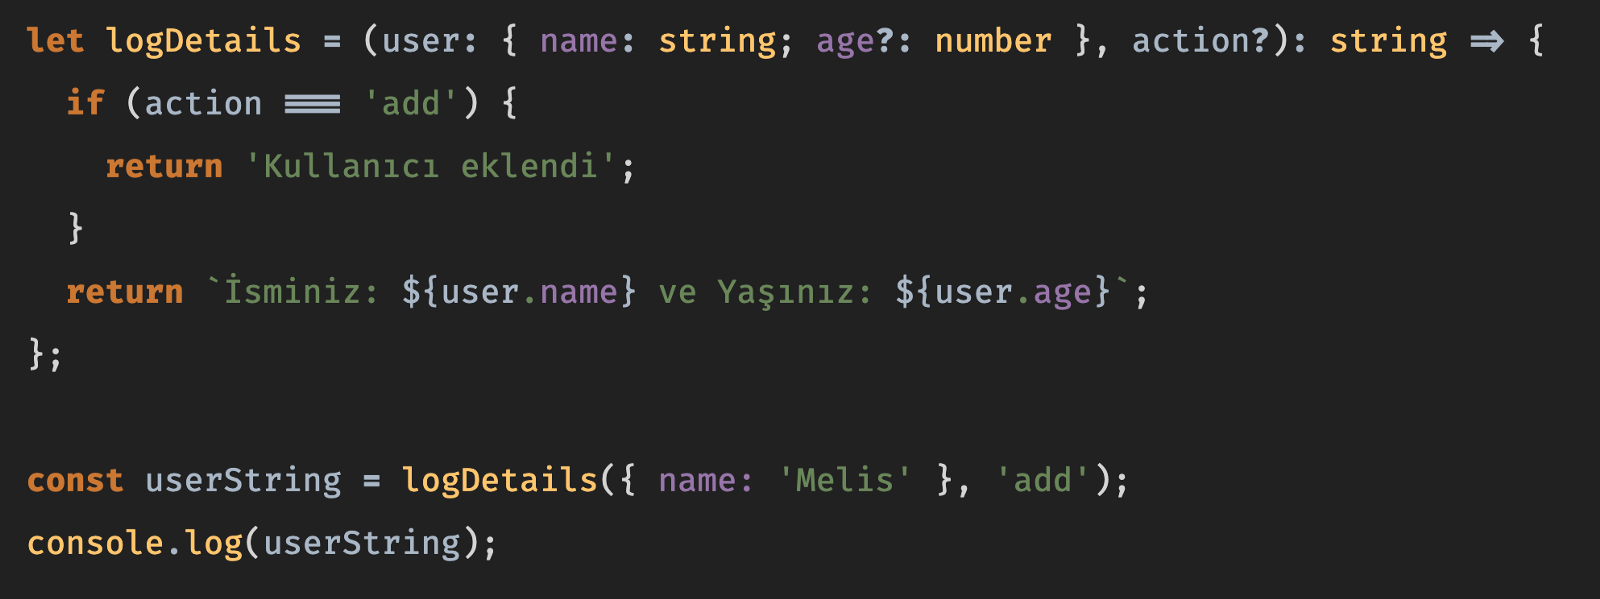 let logDetails = (user: { name: string; age?: number }, action?): string => {
if (action === 'add') {
return 'Kullanıcı eklendi';
}
return `İsminiz: ${user.name} ve Yaşınız: ${user.age}`;
};
const userString = logDetails({ name: 'Melis' }, 'add');
console.log(userString);